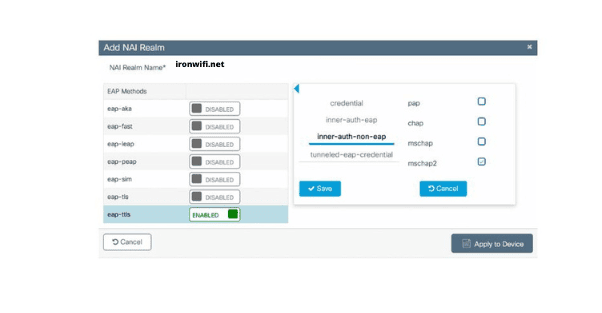 Add NAI Realm ×
NAI Realm Name* ironwifi.net
EAP Methods
eap-aka DISABLED
eap-fast DISABLED
eap-leap DISABLED
eap-peap DISABLED
eap-sim DISABLED
eap-tls DISABLED
eap-ttls ENABLED
credential
inner-auth-eap
inner-auth-non-eap
tunneled-eap-credential
pap
chap
mschap
mschap2
Save Cancel
Cancel Apply to Device